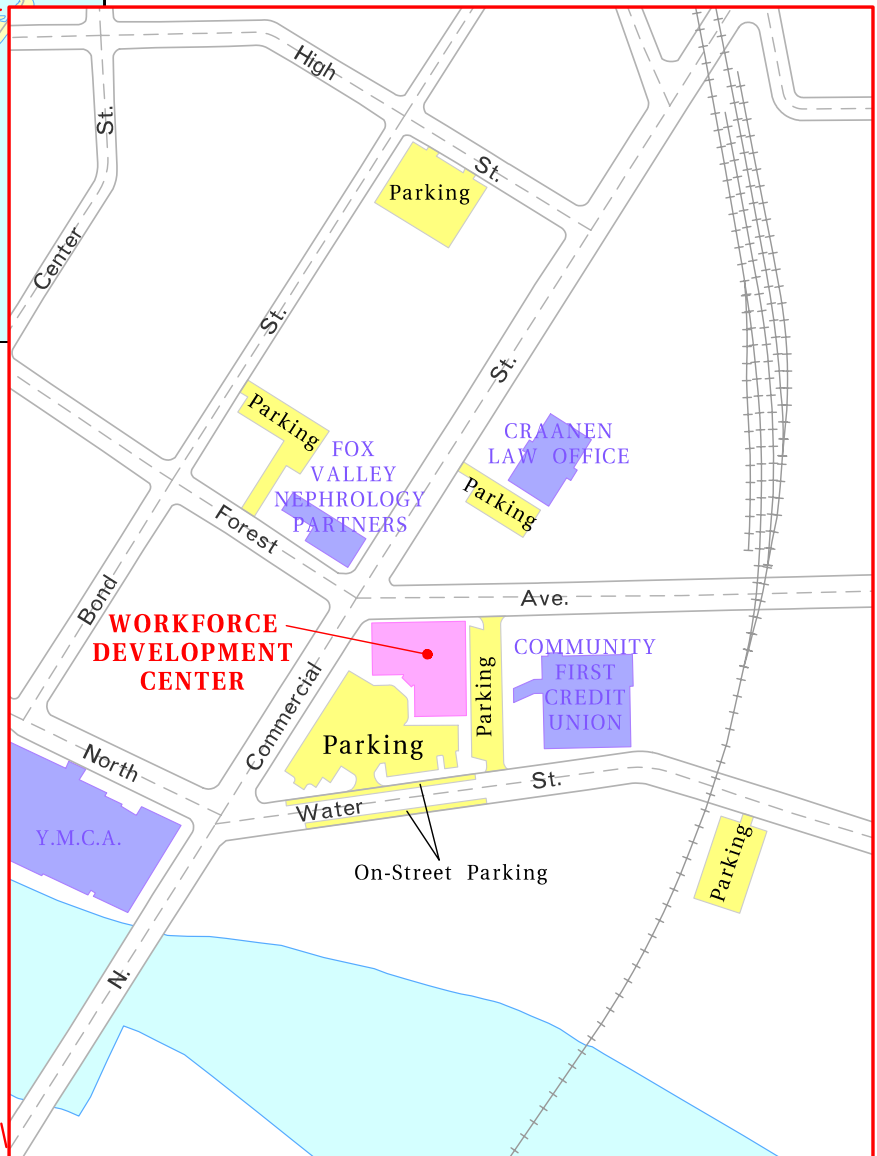 High
St.
St.
Parking
Center
St.
St.
Parking
CRAANEN
LAW OFFICE
FOX
VALLEY
NEPHROLOGY
PARTNERS
Parking
Forest
Ave.
Bond
WORKFORCE
DEVELOPMENT
CENTER
COMMUNITY
FIRST
CREDIT
UNION
Parking
Commercial
Parking
North
St.
Water
Y.M.C.A.
Parking
On-Street Parking
N.